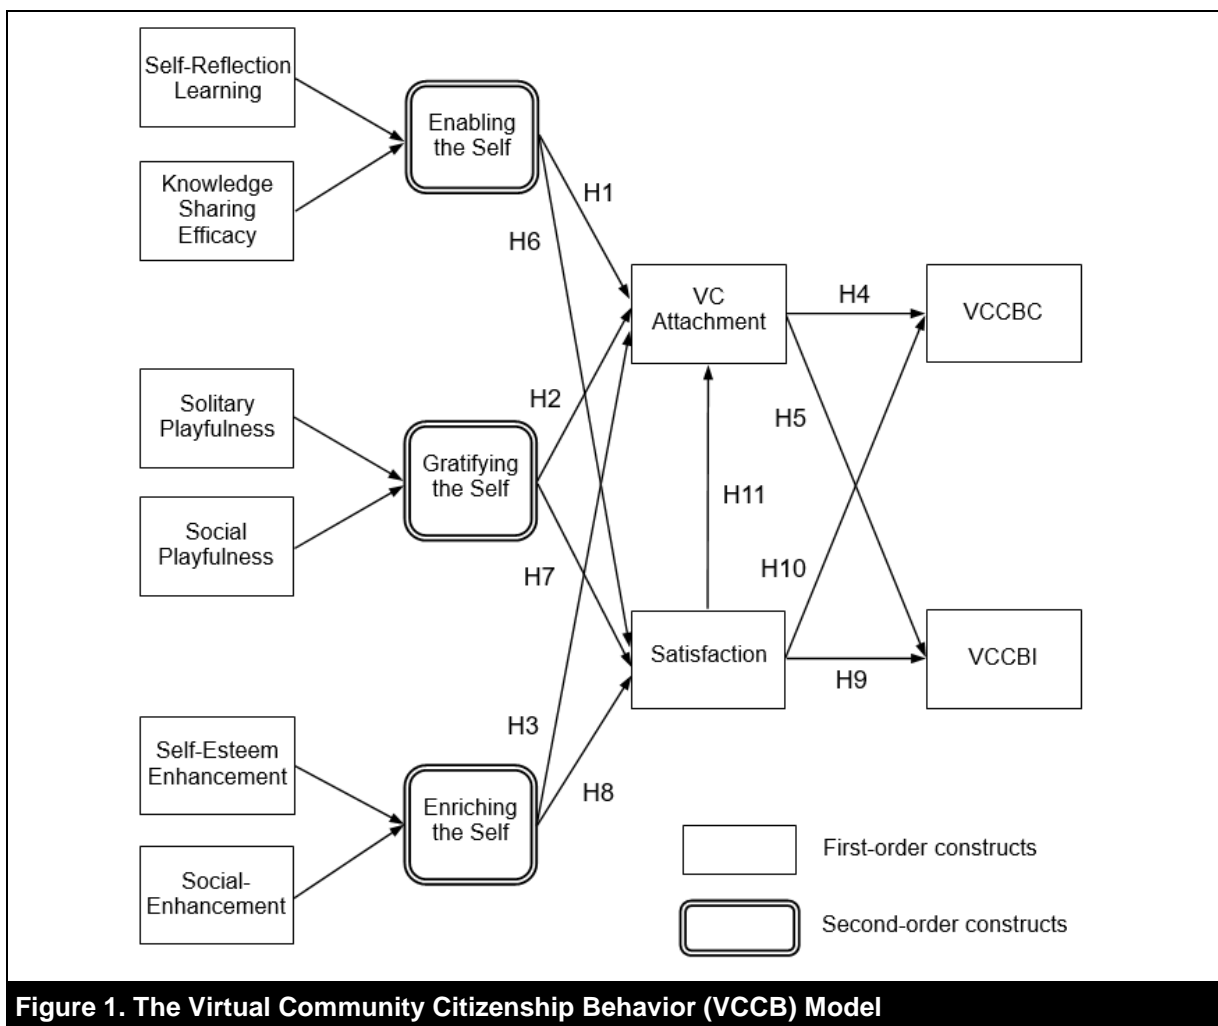 Self-Reflection
Learning
Enabling
the Self
Knowledge
Sharing
Efficacy
H1
H6
VC
Attachment
H4
VCCBC
Solitary
Playfulness
H2
H5
Gratifying
the Self
H11
Social
Playfulness
H7
H10
Satisfaction
H9
VCCBI
Self-Esteem
Enhancement
H3
H8
Enriching
the Self
Social-
Enhancement
First-order constructs
Second-order constructs
Figure 1. The Virtual Community Citizenship Behavior (VCCB) Model